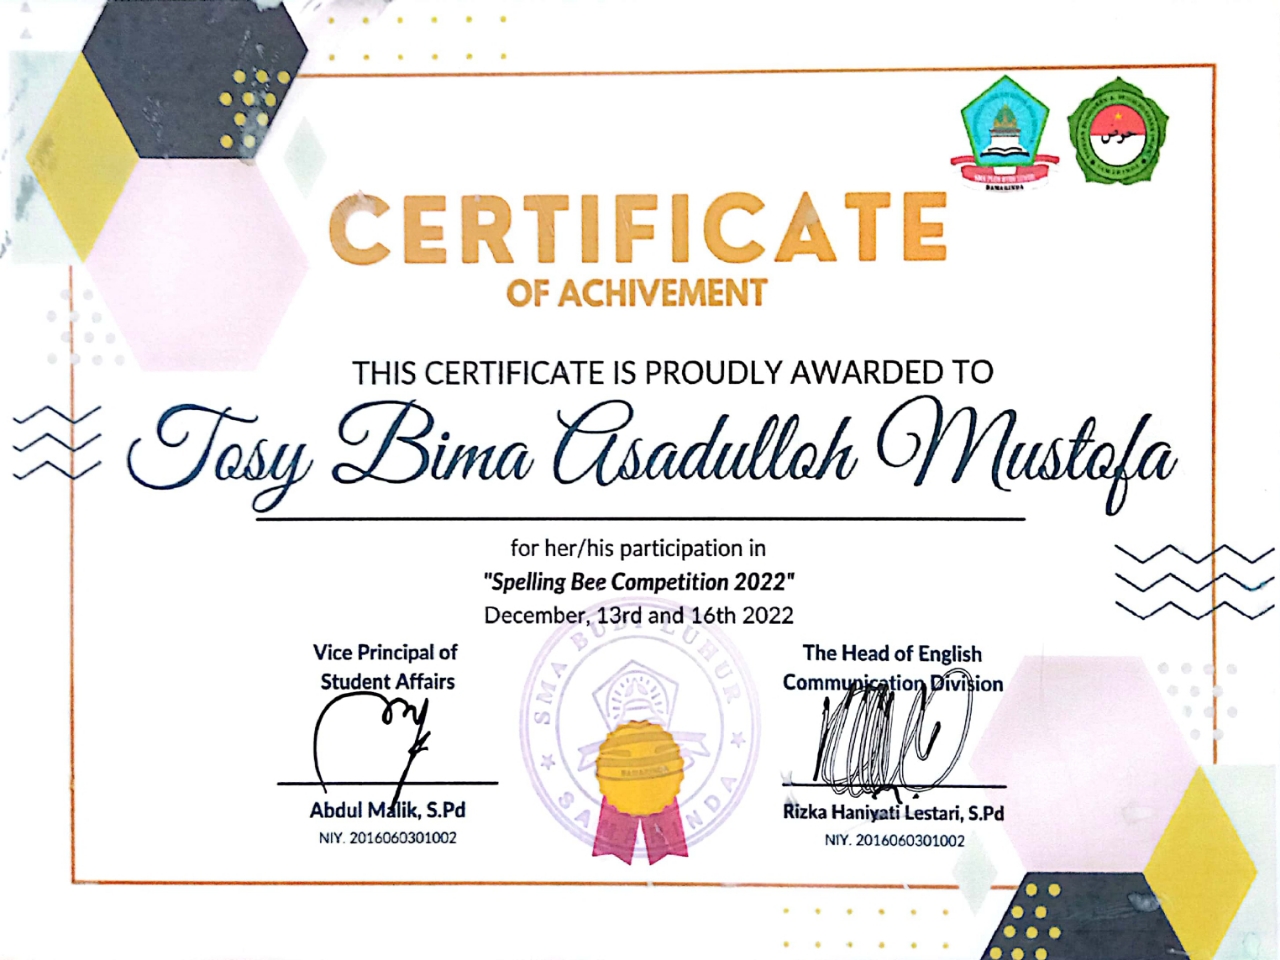 SAMARINDA
CERTIFICATE
OF ACHIVEMENT
THIS CERTIFICATE IS PROUDLY AWARDED TO
Tosy Bima Asadulloh Mustofa
for her/his participation in
"Spelling Bee Competition 2022"
December, 13rd and 16th 2022
Vice Principal of
Student Affairs
The Head of English
Communication Division
SMA BUDI LUHUR
SAMARINDA
Abdul Malik, S.Pd
NIY. 2016060301002
Rizka Haniyati Lestari, S.Pd
NIY. 2016060301002